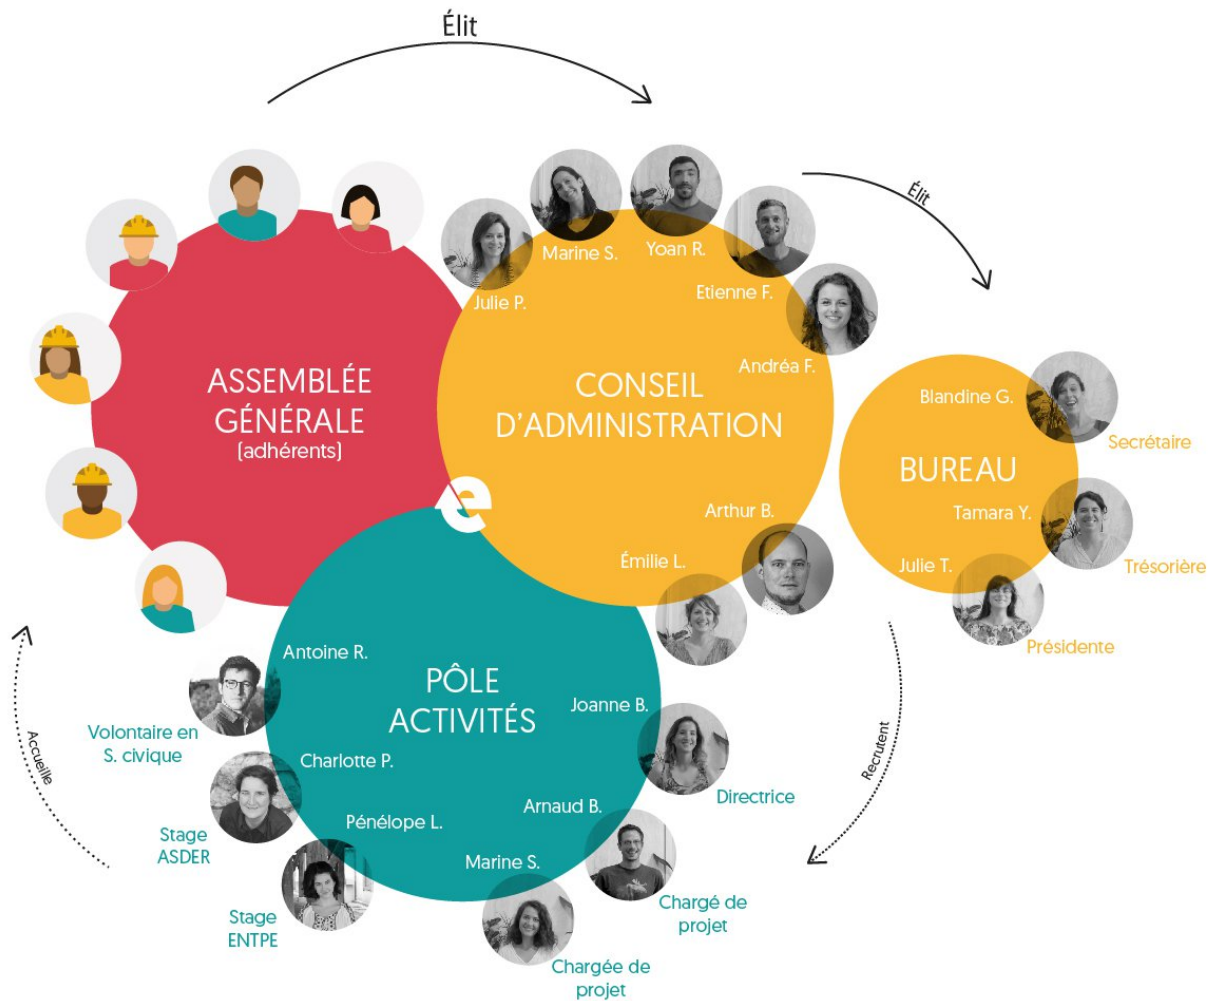 Élit
Élit
Marine S.
Yoan R.
Etienne F.
Julie P.
Andréa F.
ASSEMBLÉE
GÉNÉRALE
(adhérents)
CONSEIL
D'ADMINISTRATION
Arthur B.
Émilie L.
Blandine G.
Secrétaire
BUREAU
Tamara Y.
Trésorière
Julie T.
Présidente
e
Accueille
Recrutent
Antoine R.
Volontaire en
S. civique
PÔLE
ACTIVITÉS
Joanne B.
Directrice
Charlotte P.
Stage
ASDER
Arnaud B.
Chargé de
projet
Pénélope L.
Stage
ENTPE
Marine S.
Chargée de
projet